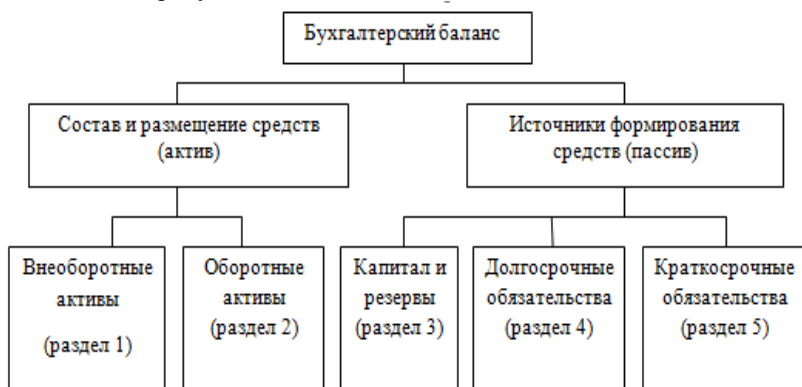 Бухгалтерский баланс
Состав и размещение средств
(актив)
Источники формирования
средств (пассив)
Внеоборотные
активы
(раздел 1)
Оборотные
активы
(раздел 2)
Капитал и
резервы
(раздел 3)
Долгосрочные
обязательства
(раздел 4)
Краткосрочные
обязательства
(раздел 5)